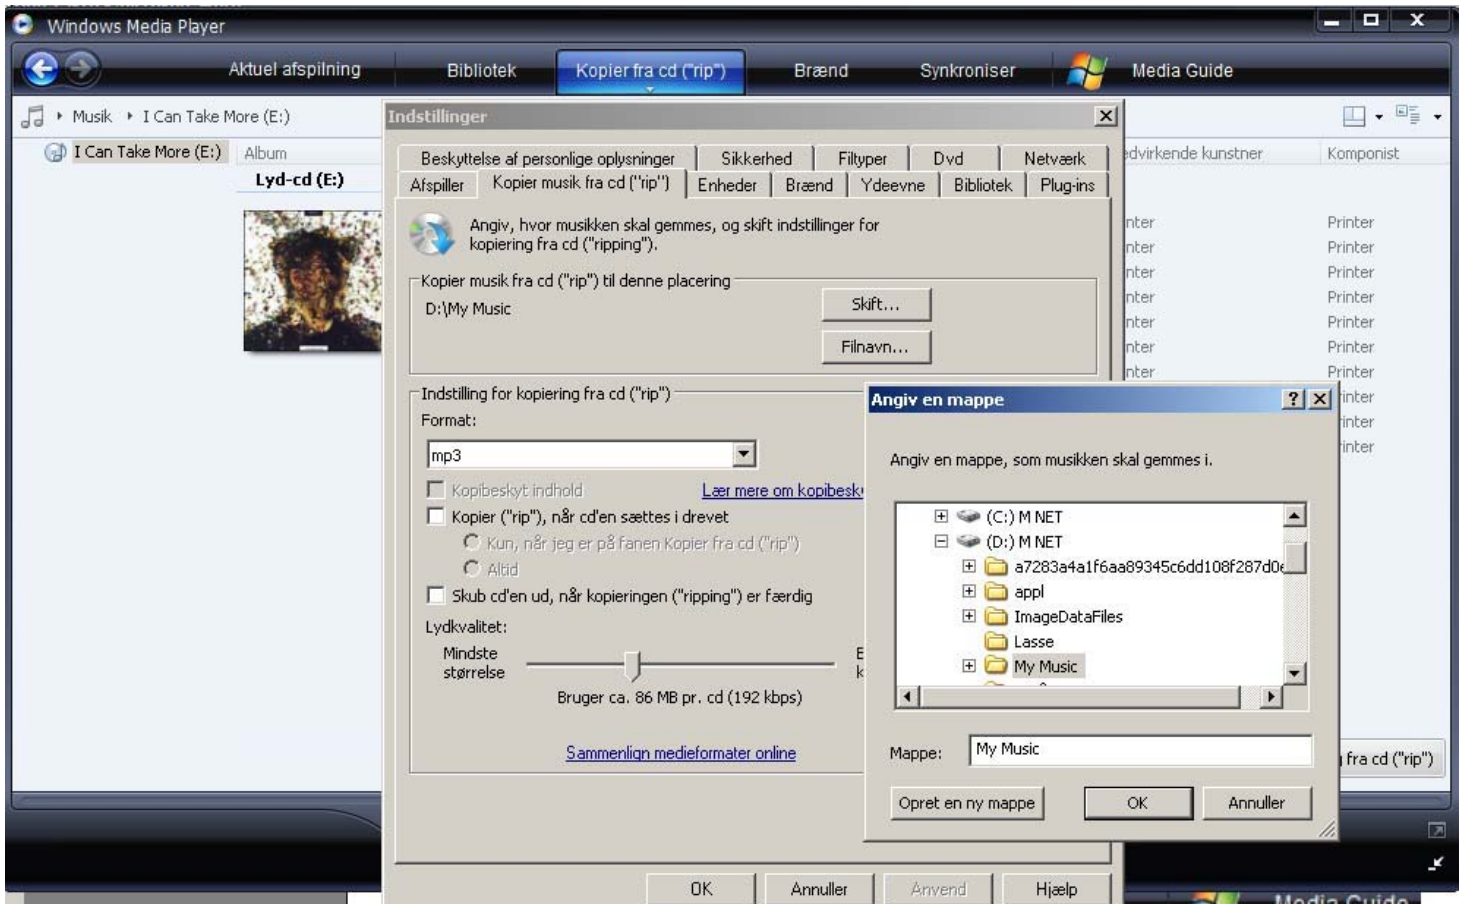 Windows Media Player
Aktuel afspilning
Bibliotek
Kopier fra cd ("rip")
Brænd
Synkroniser
Media Guide
Musik
I Can Take More (E:)
Indstillinger
I Can Take More (E:)
Album
Lyd-cd (E:)
kunstner
Komponist
Beskyttelse af personlige oplysninger
Sikkerhed
Filtyper
Dvd
Netværk
Afspiller
Kopier musik fra cd ("rip")
Enheder
Brænd
Ydeevne
Bibliotek
Plug-ins
Angiv, hvor musikken skal gemmes, og skift indstillinger for
kopiering fra cd ("ripping").
Kopier musik fra cd ("rip") til denne placering
D:\My Music
Skift...
Filnavn...
Printer
Printer
Printer
Printer
Printer
Printer
Printer
Indstilling for kopiering fra cd ("rip")
Format:
mp3
Kopibeskyt indhold
Lær mere om
Kopier ("rip"), når cd'en sættes i drevet
Kun, når jeg er på fanen Kopier fra cd ("rip")
Altid
Skub cd'en ud, når kopieringen ("ripping") er færdig
Lydkvalitet:
Mindste
størrelse
Bruger ca. 86 MB pr. cd (192 kbps)
Sammenlign medieformater online
Angiv en mappe
Angiv en mappe, som musikken skal gemmes i.
(C:) M NET
(D:) M NET
appl
ImageDataFiles
Lasse
My Music
Mappe:
My Music
Opret en ny mappe
OK
Annuller
fra cd ("rip")
OK
Annuller
Anvend
Hjælp
Media Guide